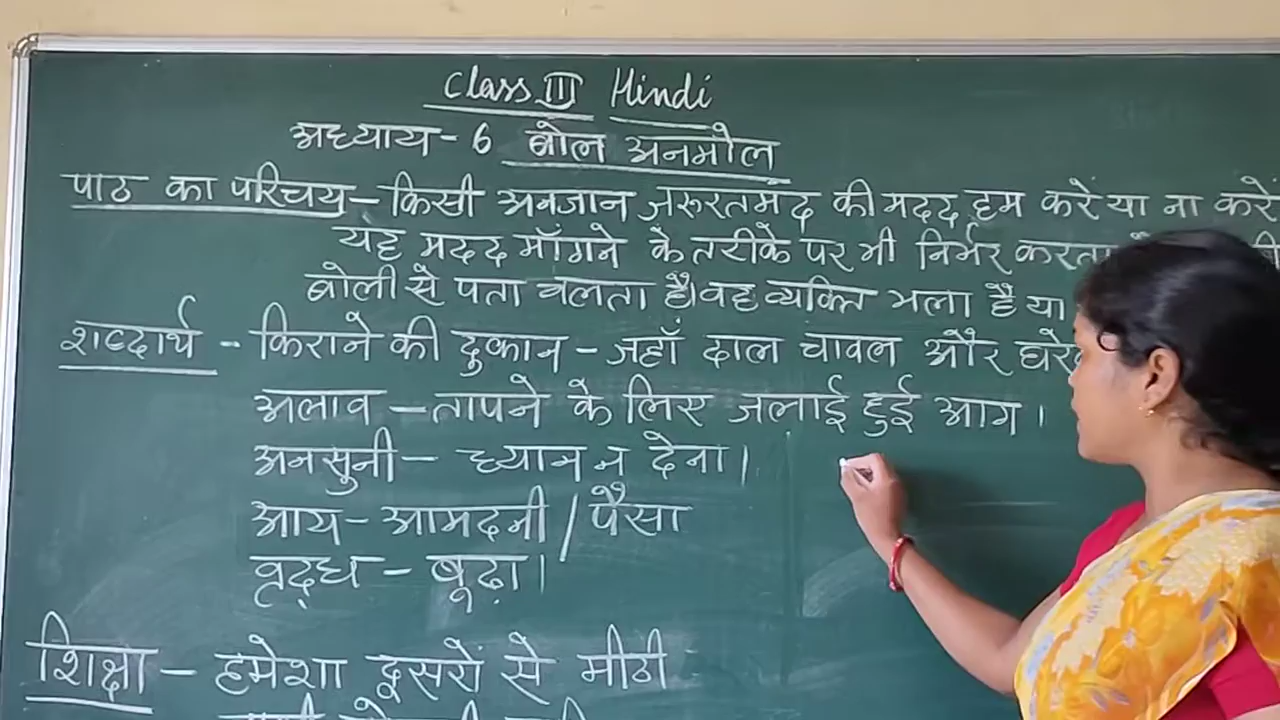 Class III Hindi
अध्याय - 6 बोल अनमोल
पाठ का परिचय - किसी अनजान ज़रूरतमंद की मदद हम करें या ना करें
यह मदद माँगने के तरीके पर भी निर्भर करता
बोली से पता चलता है। वह व्यक्ति भला है या
शब्दार्थ - किराने की दुकान - जहाँ दाल चावल और
अलाव - तापने के लिए जलाई हुई आग।
अनसुनी - ध्यान न देना।
आय - आमदनी / पैसा
वृद्ध - बूढ़ा।
शिक्षा - हमेशा दूसरों से मीठी